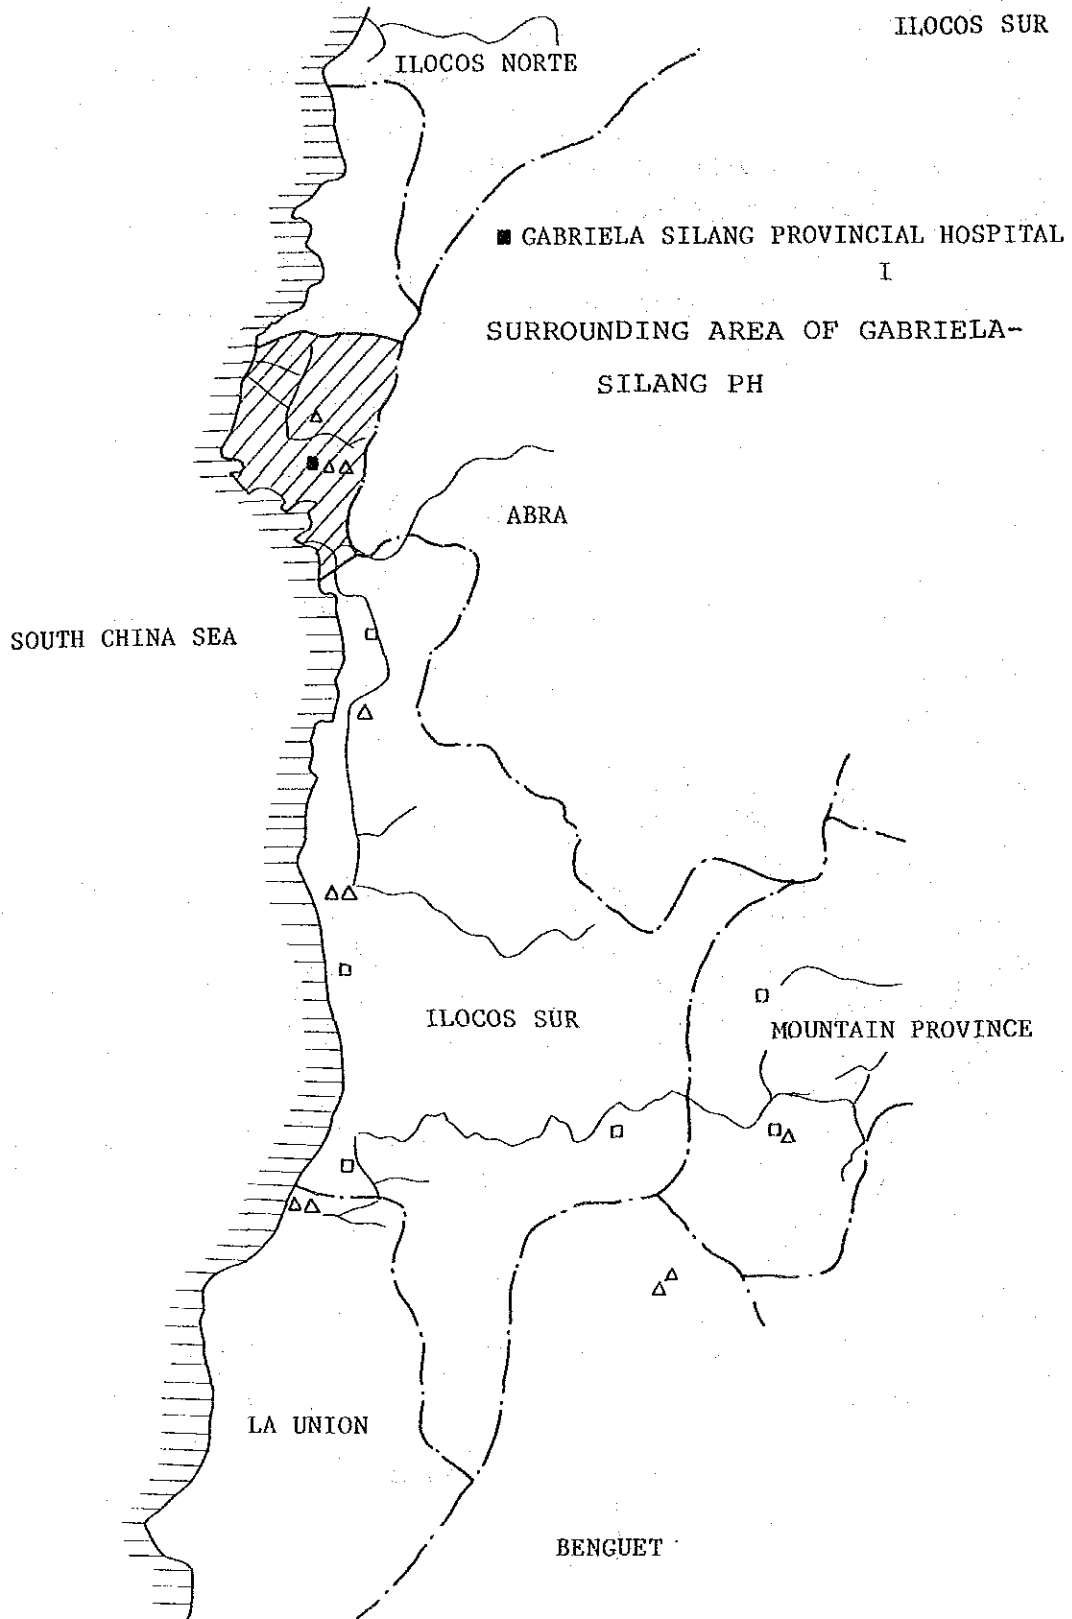 ILOCOS SUR
ILOCOS NORTE
GABRIELA SILANG PROVINCIAL HOSPITAL
I
SURROUNDING AREA OF GABRIELA-
SILANG PH
ABRA
SOUTH CHINA SEA
ILOCOS SUR
MOUNTAIN PROVINCE
LA UNION
BENGUET